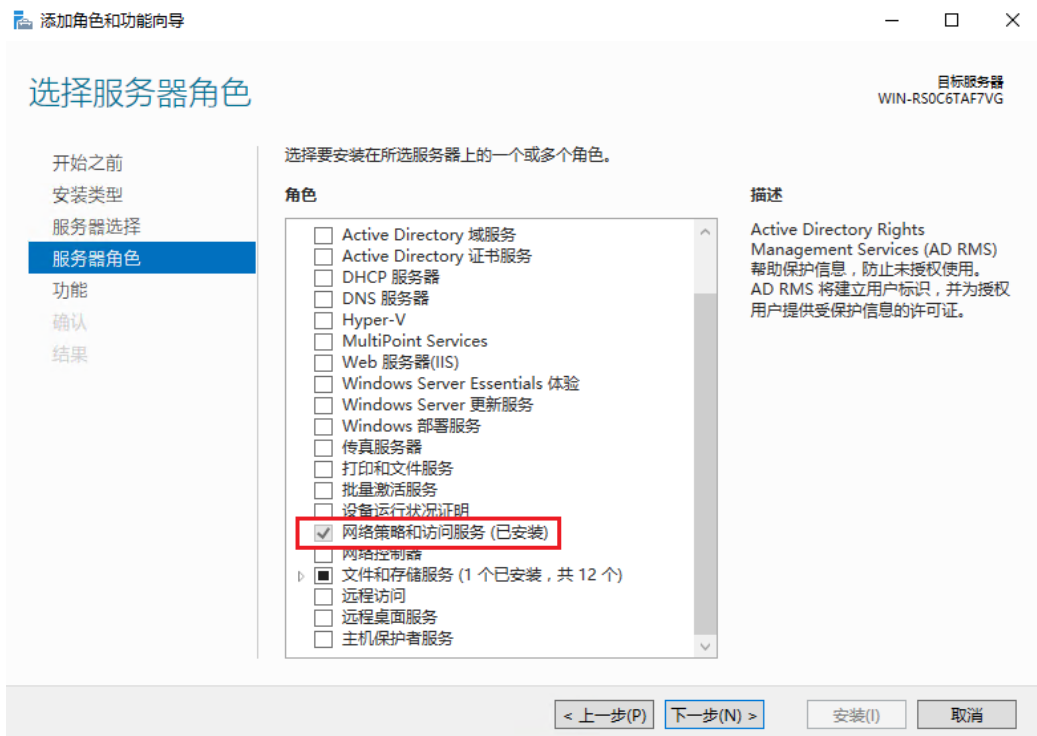 添加角色和功能向导
选择服务器角色
目标服务器
WIN-RS0C6TAF7VG
开始之前
安装类型
服务器选择
服务器角色
功能
确认
结果
选择要安装在所选服务器上的一个或多个角色。
角色
Active Directory 域服务
Active Directory 证书服务
DHCP 服务器
DNS 服务器
Hyper-V
MultiPoint Services
Web 服务器(IIS)
Windows Server Essentials 体验
Windows Server 更新服务
Windows 部署服务
传真服务器
打印和文件服务
批量激活服务
设备运行状况证明
网络策略和访问服务 (已安装)
网络控制器
文件和存储服务 (1 个已安装，共 12 个)
远程访问
远程桌面服务
主机保护者服务
描述
Active Directory Rights
Management Services (AD RMS)
帮助保护信息，防止未授权使用。
AD RMS 将建立用户标识，并为授权
用户提供受保护信息的许可证。
< 上一步(P)
下一步(N) >
安装(I)
取消